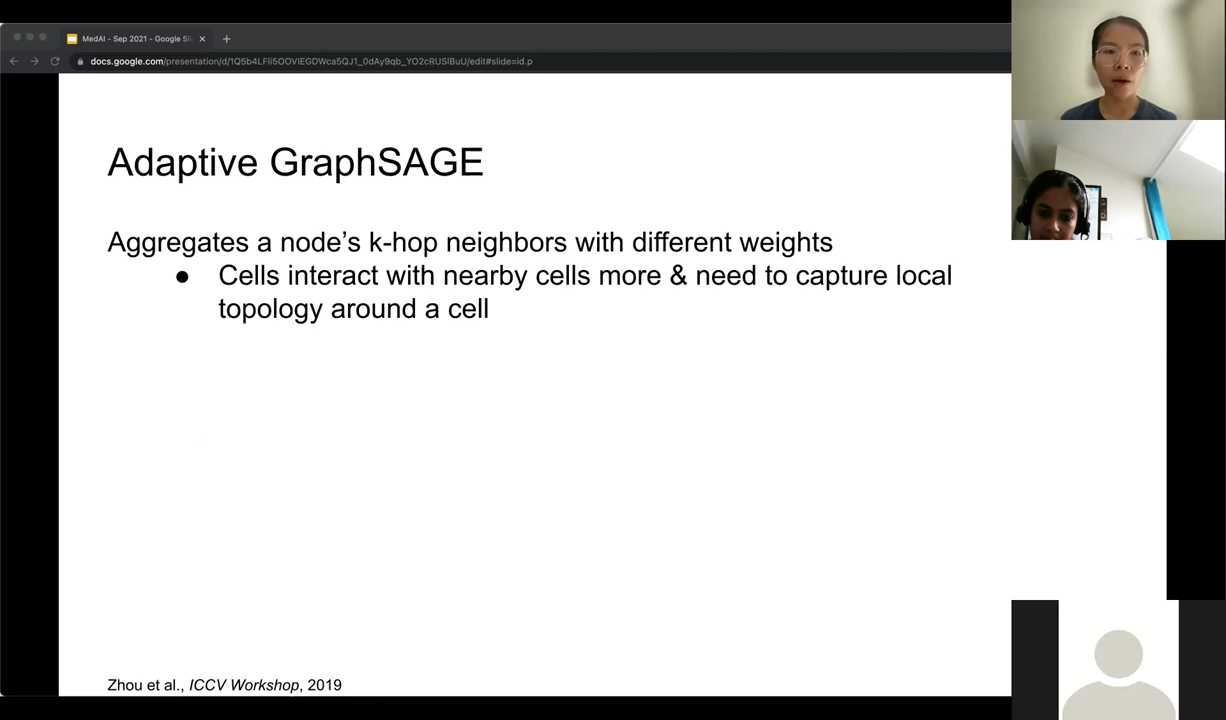 MedAI - Sep 2021 - Google Sli
docs.google.com/presentation/d/1Q5b4LFli5OOVlEGDWca5QJ1_0dAy9qb_YO2cRUSlBuU/edit#slide=id.p
Adaptive GraphSAGE
Aggregates a node’s k-hop neighbors with different weights
● Cells interact with nearby cells more & need to capture local
topology around a cell
Zhou et al., ICCV Workshop, 2019